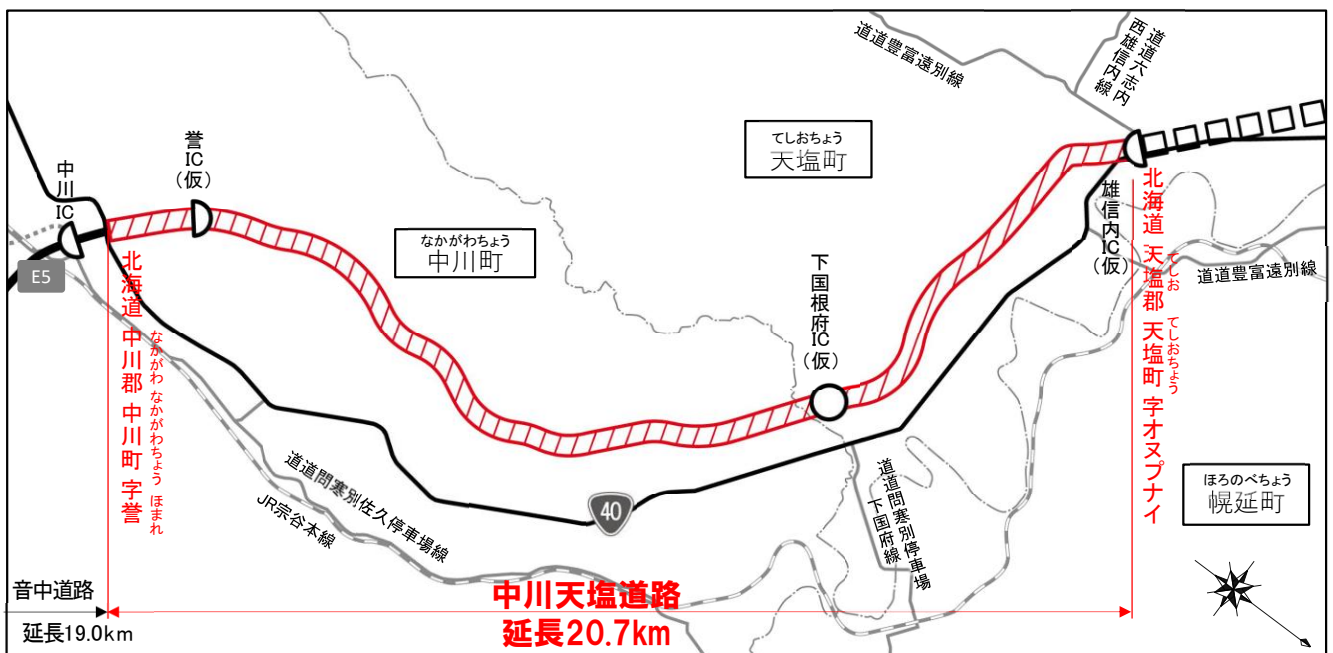 道道豊富遠別線
道道六志内
西雄信内線
てしおちょう
天塩町
誉
IC
(仮)
中川
IC
なかがわちょう
中川町
E5
下国根府IC(仮)
雄信内IC(仮)
道道豊富遠別線
北海道 中川郡 中川町 字誉
なかがわ なかがわちょう ほまれ
北海道 天塩郡 天塩町 字オヌプナイ
てしお てしおちょう
ほろのべちょう
幌延町
道道問寒別佐久停車場線
JR宗谷本線
40
道道問寒別停車場
下国府線
音中道路
延長19.0km
中川天塩道路
延長20.7km